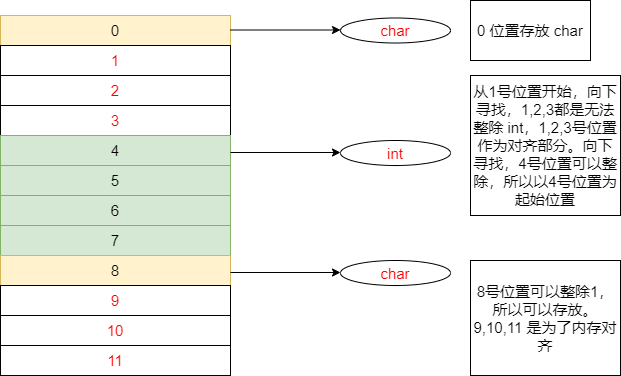 0
char
0 位置存放 char
1
2
3
4
int
从1号位置开始，向下
寻找，1,2,3都是无法
整除 int，1,2,3号位置
作为对齐部分。向下
寻找，4号位置可以整
除，所以以4号位置为
起始位置
5
6
7
8
char
8号位置可以整除1，
所以可以存放。
9,10,11 是为了内存对
齐
9
10
11